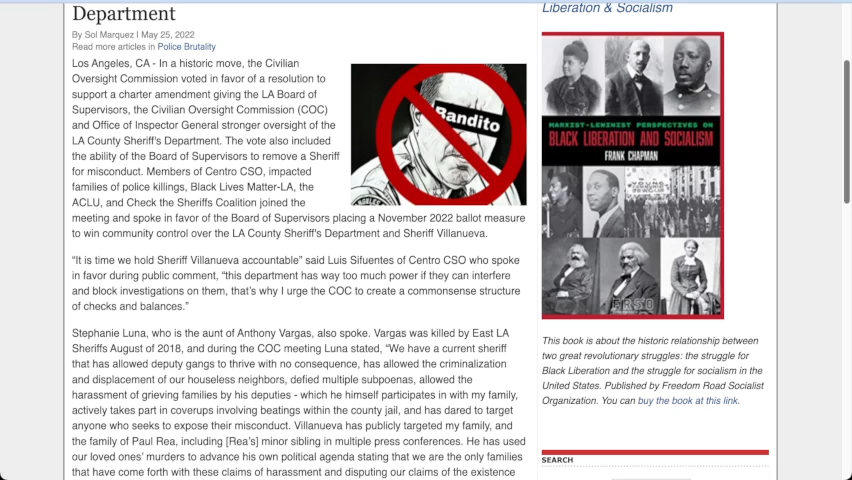 Department
By Sol Marquez I May 25, 2022
Read more articles in Police Brutality
Los Angeles, CA - In a historic move, the Civilian
Oversight Commission voted in favor of a resolution to
support a charter amendment giving the LA Board of
Supervisors, the Civilian Oversight Commission (COC)
and Office of Inspector General stronger oversight of the
LA County Sheriff's Department. The vote also included
the ability of the Board of Supervisors to remove a Sheriff
for misconduct. Members of Centro CSO, impacted
families of police killings, Black Lives Matter-LA, the
ACLU, and Check the Sheriffs Coalition joined the
meeting and spoke in favor of the Board of Supervisors placing a November 2022 ballot measure
to win community control over the LA County Sheriff's Department and Sheriff Villanueva.
Bandito
“It is time we hold Sheriff Villanueva accountable” said Luis Sifuentes of Centro CSO who spoke
in favor during public comment, “this department has way too much power if they can interfere
and block investigations on them, that’s why I urge the COC to create a commonsense structure
of checks and balances.”
Stephanie Luna, who is the aunt of Anthony Vargas, also spoke. Vargas was killed by East LA
Sheriffs August of 2018, and during the COC meeting Luna stated, “We have a current sheriff
that has allowed deputy gangs to thrive with no consequence, has allowed the criminalization
and displacement of our houseless neighbors, defied multiple subpoenas, allowed the
harassment of grieving families by his deputies - which he himself participates in with my family,
actively takes part in coverups involving beatings within the county jail, and has dared to target
anyone who seeks to expose their misconduct. Villanueva has publicly targeted my family, and
the family of Paul Rea, including [Rea’s] minor sibling in multiple press conferences. He has used
our loved ones’ murders to advance his own political agenda stating that we are the only families
that have come forth with these claims of harassment and disputing our claims of the existence
Liberation & Socialism
MARXIST-LENINIST PERSPECTIVES ON
BLACK LIBERATION AND SOCIALISM
FRANK CHAPMAN
FRSO
This book is about the historic relationship between
two great revolutionary struggles: the struggle for
Black Liberation and the struggle for socialism in the
United States. Published by Freedom Road Socialist
Organization. You can buy the book at this link.
SEARCH